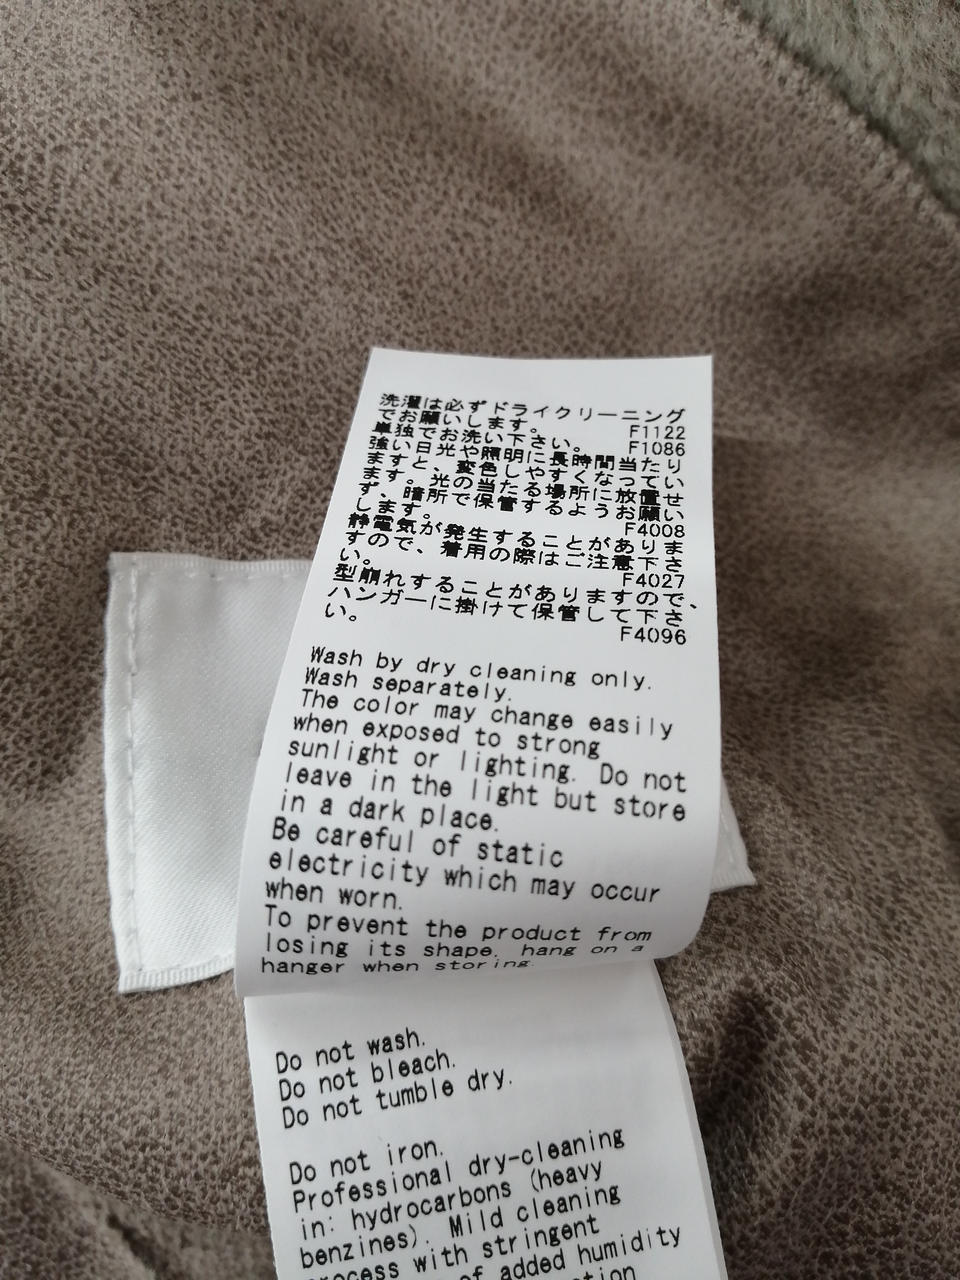 洗濯は必ずドライクリーニング
でお願いします。 F1122
単独でお洗い下さい。 F1086
強い日光や照明に長時間当たり
ますと、変色しやすくなってい
ます。光の当たる場所に放置せ
ず、暗所で保管するようお願い
します。 F4008
静電気が発生することがありま
すので、着用の際はご注意下さ
い。 F4027
型崩れすることがありますので、
ハンガーに掛けて保管して下さ
い。 F4096
Wash by dry cleaning only.
Wash separately.
The color may change easily
when exposed to strong
sunlight or lighting. Do not
leave in the light but store
in a dark place.
Be careful of static
electricity which may occur
when worn.
To prevent the product from
losing its shape, hang on a
hanger when storing.
Do not wash.
Do not bleach.
Do not tumble dry.
Do not iron.
Professional dry-cleaning
in: hydrocarbons (heavy
benzines). Mild cleaning
process with stringent
of added humidity